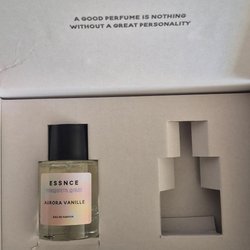 A GOOD PERFUME IS NOTHING
WITHOUT A GREAT PERSONALITY
ESSNCE
AURORA VANILLE
EAU DE PARFUM